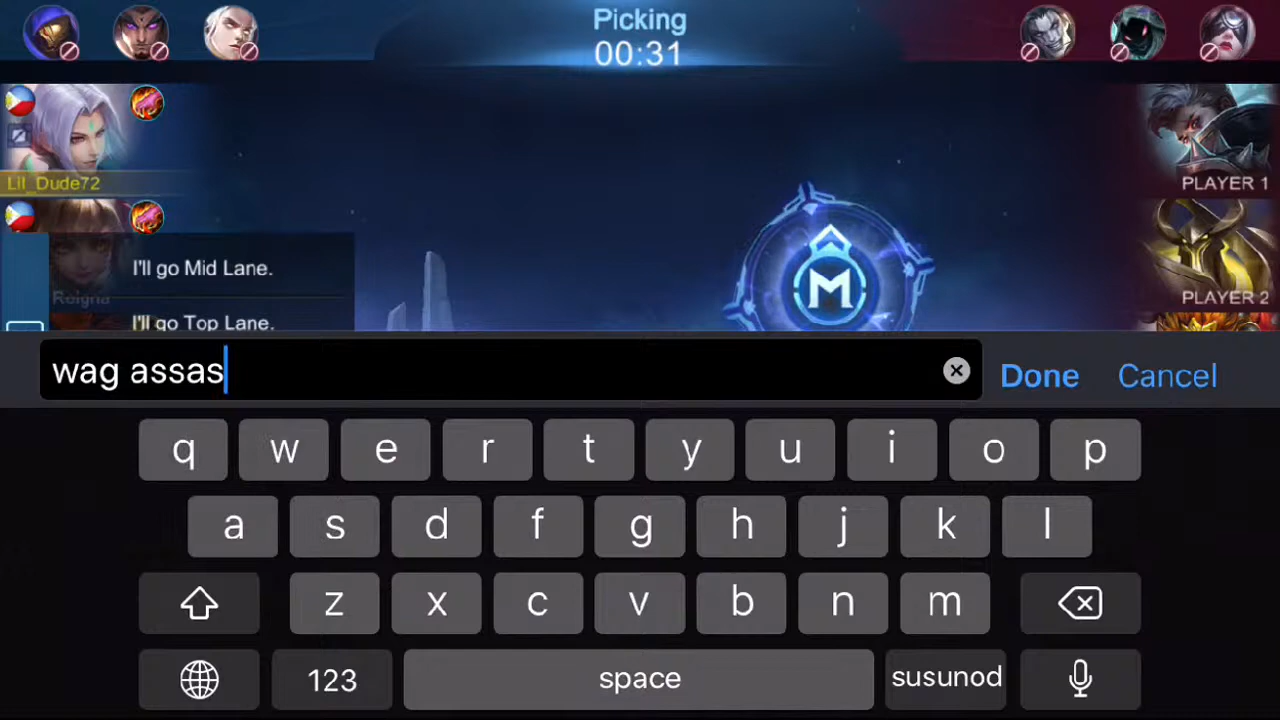 Picking
00:31
Lil_Dude72
PLAYER 1
I'll go Mid Lane.
Reigna
PLAYER 2
I'll go Top Lane.
wag assas
Done
Cancel
q w e r t y u i o p
a s d f g h j k l
z x c v b n m
123
space
susunod